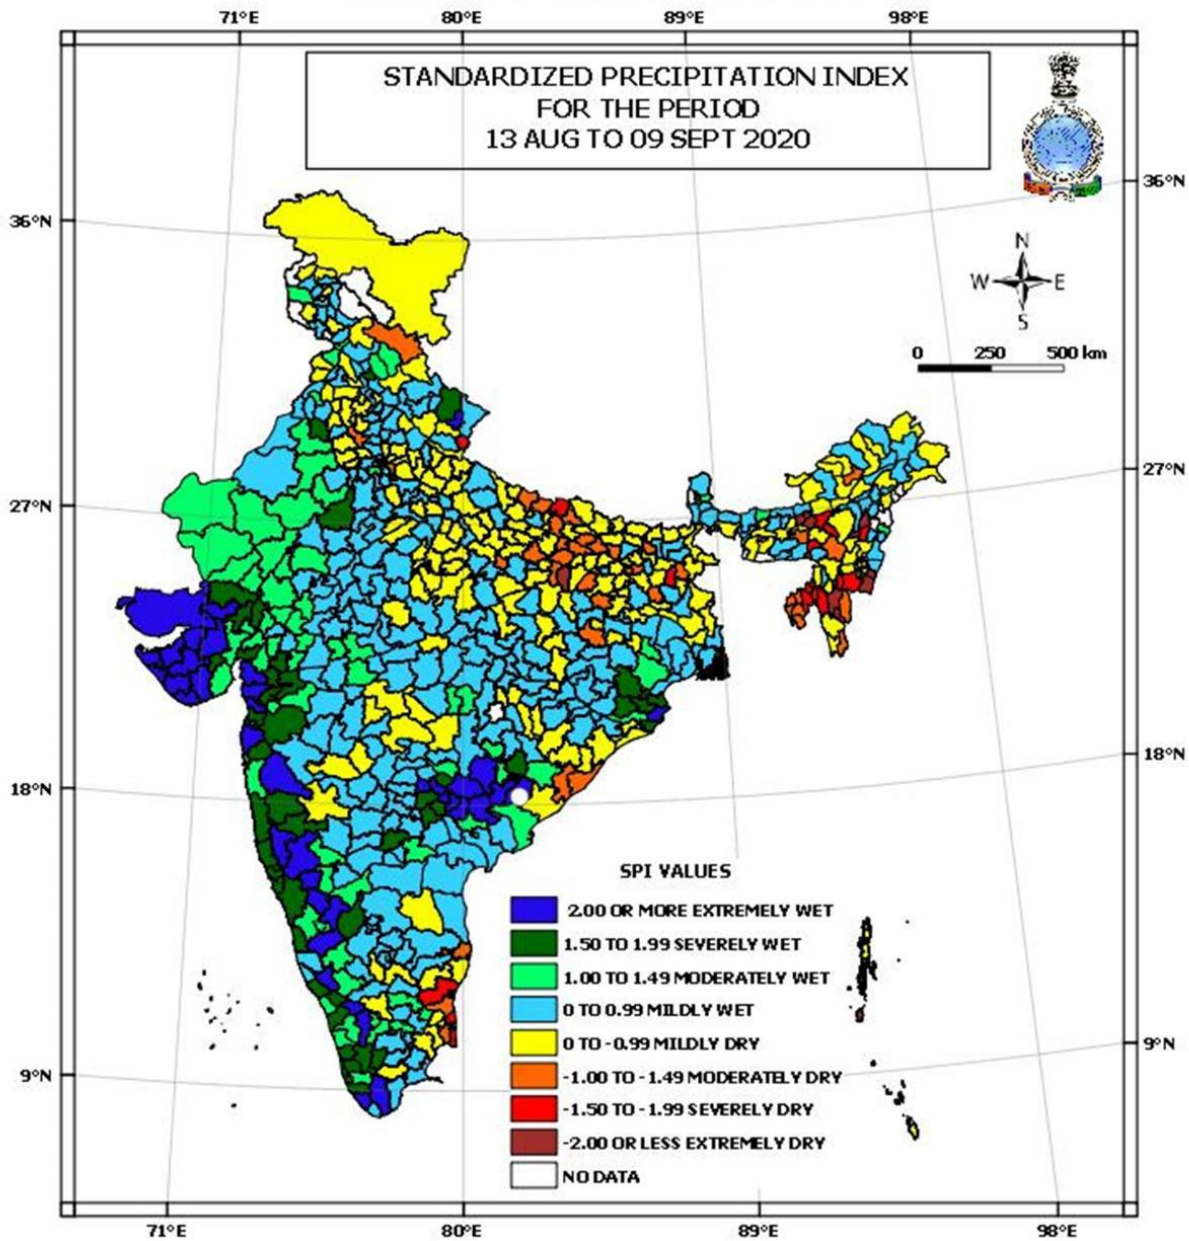 71°E 80°E 89°E 98°E
STANDARDIZED PRECIPITATION INDEX
FOR THE PERIOD
13 AUG TO 09 SEPT 2020
36°N 36°N
N
W E
S
0 250 500 km
27°N 27°N
18°N 18°N
SPI VALUES
2.00 OR MORE EXTREMELY WET
1.50 TO 1.99 SEVERELY WET
1.00 TO 1.49 MODERATELY WET
0 TO 0.99 MILDLY WET
0 TO -0.99 MILDLY DRY
-1.00 TO -1.49 MODERATELY DRY
-1.50 TO -1.99 SEVERELY DRY
-2.00 OR LESS EXTREMELY DRY
NO DATA
9°N 9°N
71°E 80°E 89°E 98°E